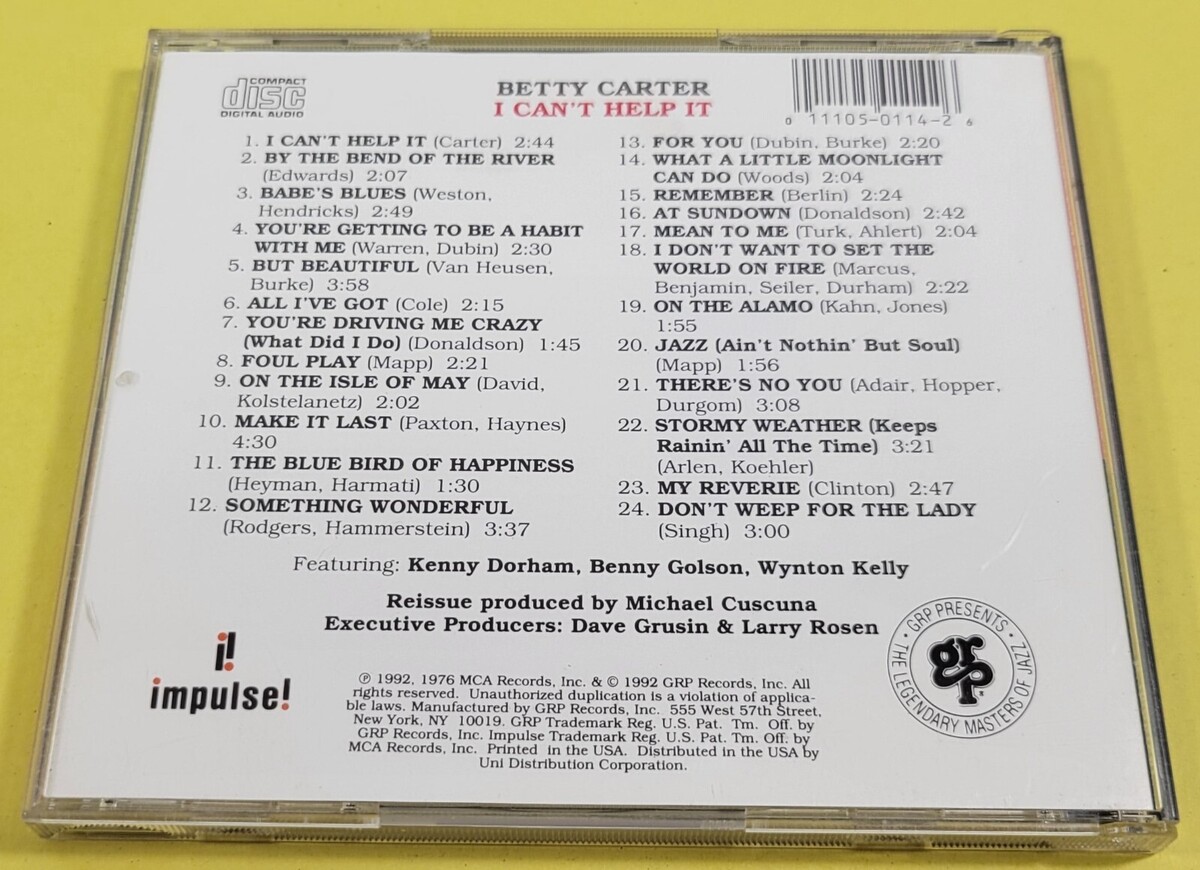 COMPACT
disc
DIGITAL AUDIO
BETTY CARTER
I CAN'T HELP IT
0 11105-0114-2 6
1. I CAN'T HELP IT (Carter) 2:44
2. BY THE BEND OF THE RIVER
(Edwards) 2:07
3. BABE'S BLUES (Weston,
Hendricks) 2:49
4. YOU'RE GETTING TO BE A HABIT
WITH ME (Warren, Dubin) 2:30
5. BUT BEAUTIFUL (Van Heusen,
Burke) 3:58
6. ALL I'VE GOT (Cole) 2:15
7. YOU'RE DRIVING ME CRAZY
(What Did I Do) (Donaldson) 1:45
8. FOUL PLAY (Mapp) 2:21
9. ON THE ISLE OF MAY (David,
Kolstelanetz) 2:02
10. MAKE IT LAST (Paxton, Haynes)
4:30
11. THE BLUE BIRD OF HAPPINESS
(Heyman, Harmati) 1:30
12. SOMETHING WONDERFUL
(Rodgers, Hammerstein) 3:37
13. FOR YOU (Dubin, Burke) 2:20
14. WHAT A LITTLE MOONLIGHT
CAN DO (Woods) 2:04
15. REMEMBER (Berlin) 2:24
16. AT SUNDOWN (Donaldson) 2:42
17. MEAN TO ME (Turk, Ahlert) 2:04
18. I DON'T WANT TO SET THE
WORLD ON FIRE (Marcus,
Benjamin, Seiler, Durham) 2:22
19. ON THE ALAMO (Kahn, Jones)
1:55
20. JAZZ (Ain't Nothin' But Soul)
(Mapp) 1:56
21. THERE'S NO YOU (Adair, Hopper,
Durgom) 3:08
22. STORMY WEATHER (Keeps
Rainin' All The Time) 3:21
(Arlen, Koehler)
23. MY REVERIE (Clinton) 2:47
24. DON'T WEEP FOR THE LADY
(Singh) 3:00
Featuring: Kenny Dorham, Benny Golson, Wynton Kelly
Reissue produced by Michael Cuscuna
Executive Producers: Dave Grusin & Larry Rosen
i!
impulse!
℗ 1992, 1976 MCA Records, Inc. & © 1992 GRP Records, Inc. All
rights reserved. Unauthorized duplication is a violation of applica-
ble laws. Manufactured by GRP Records, Inc. 555 West 57th Street,
New York, NY 10019. GRP Trademark Reg. U.S. Pat. Tm. Off. by
GRP Records, Inc. Impulse Trademark Reg. U.S. Pat. Tm. Off. by
MCA Records, Inc. Printed in the USA. Distributed in the USA by
Uni Distribution Corporation.
· GRP PRESENTS ·
THE LEGENDARY MASTERS OF JAZZ
grp®